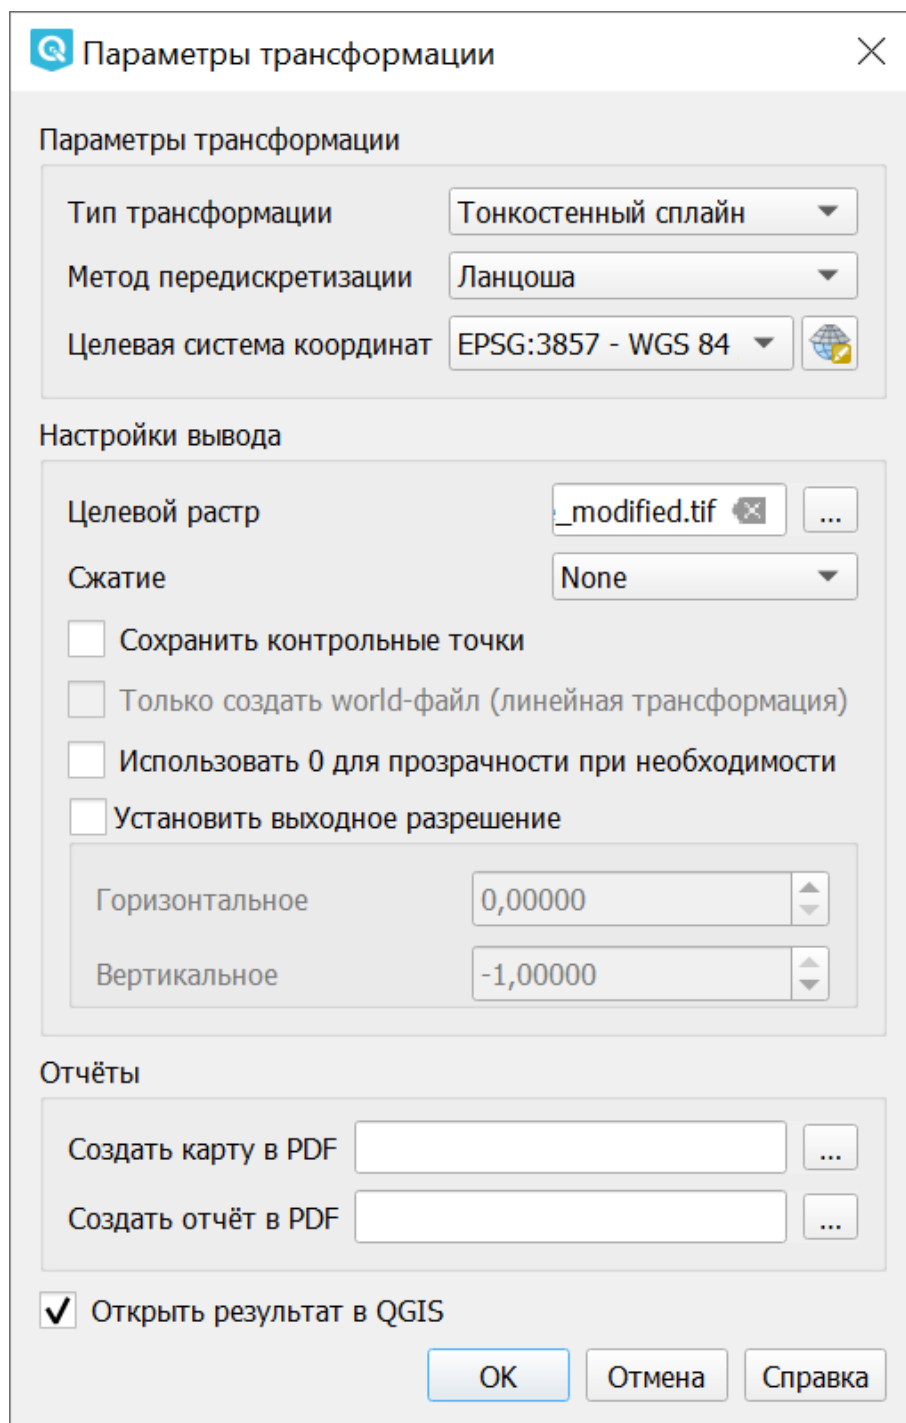 Параметры трансформации
Параметры трансформации
Тип трансформации Тонкостенный сплайн
Метод передискретизации Ланцоша
Целевая система координат EPSG:3857 - WGS 84
Настройки вывода
Целевой растр _modified.tif ...
Сжатие None
Сохранить контрольные точки
Только создать world-файл (линейная трансформация)
Использовать 0 для прозрачности при необходимости
Установить выходное разрешение
Горизонтальное 0,00000
Вертикальное -1,00000
Отчёты
Создать карту в PDF ...
Создать отчёт в PDF ...
Открыть результат в QGIS
OK Отмена Справка